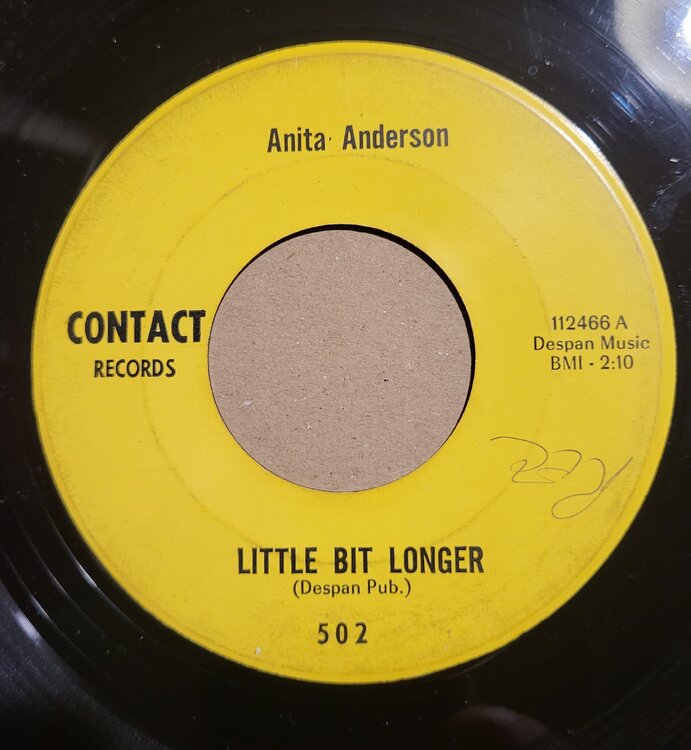 Anita Anderson
CONTACT
RECORDS
112466 A
Despan Music
BMI - 2:10
LITTLE BIT LONGER
(Despan Pub.)
502